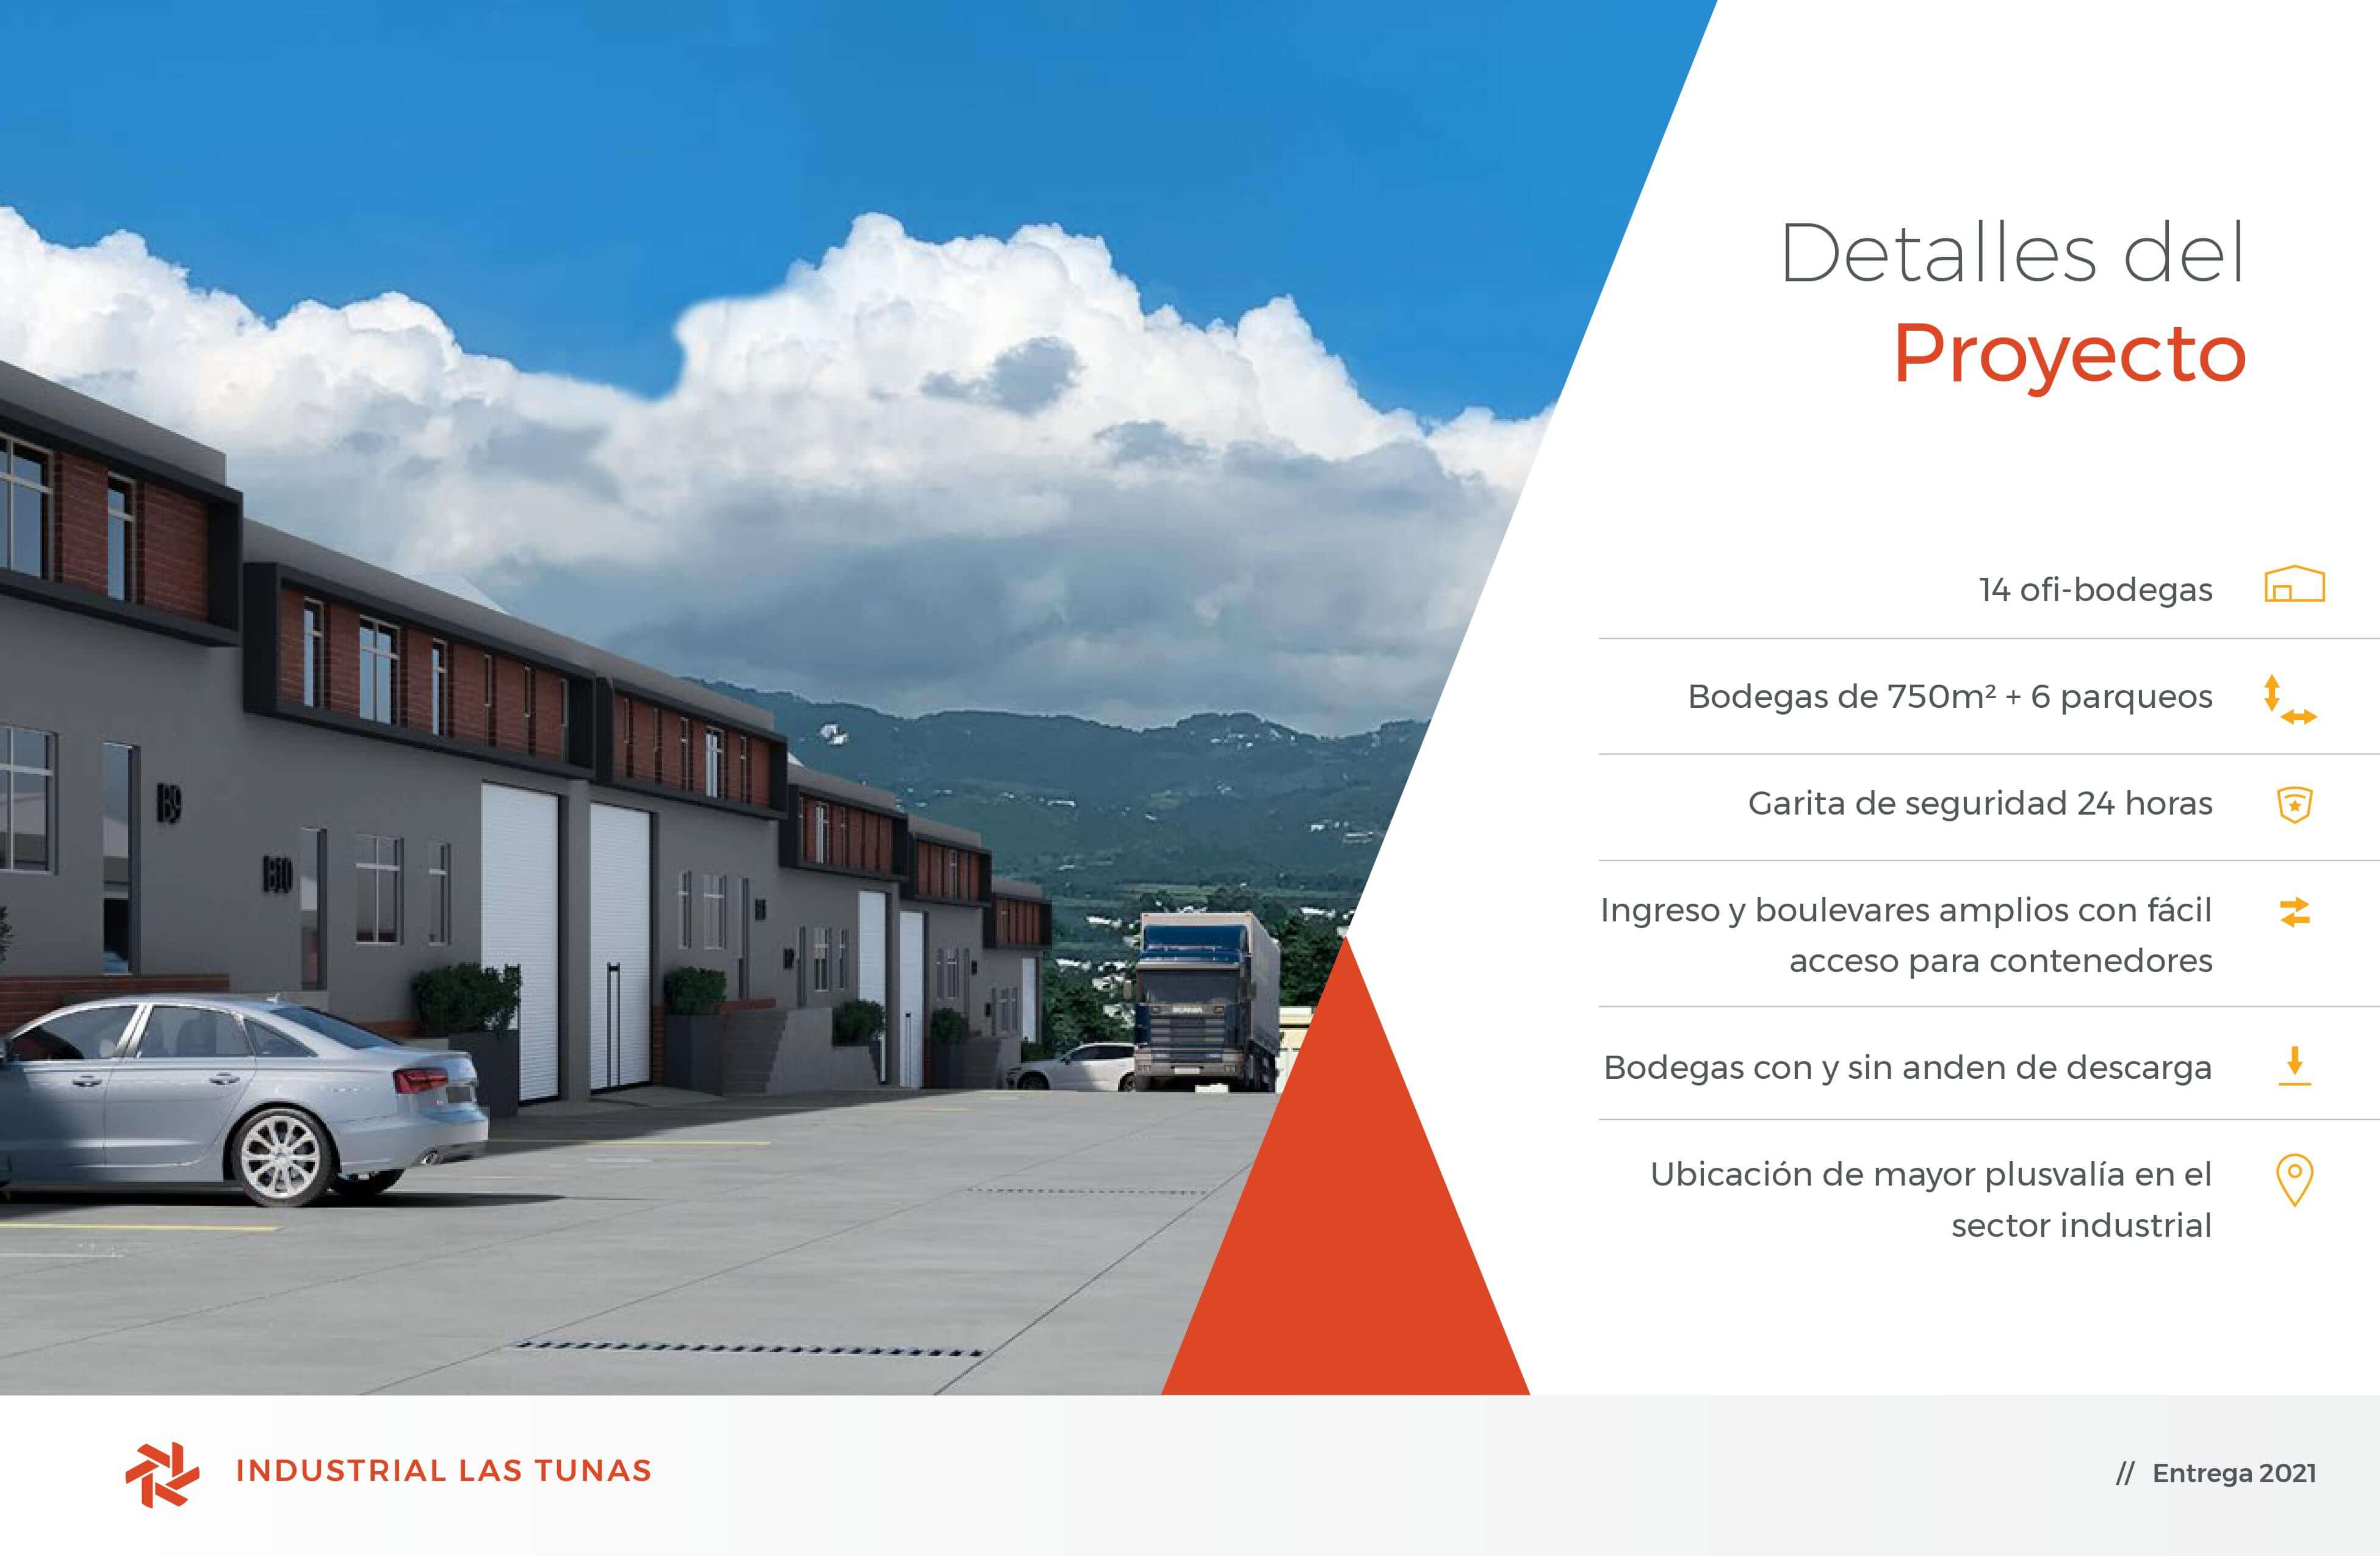 Detalles del
Proyecto
14 ofi-bodegas
Bodegas de 750m² + 6 parqueos
Garita de seguridad 24 horas
Ingreso y boulevares amplios con fácil
acceso para contenedores
Bodegas con y sin anden de descarga
Ubicación de mayor plusvalía en el
sector industrial
B9
B10
SCANIA
INDUSTRIAL LAS TUNAS
// Entrega 2021